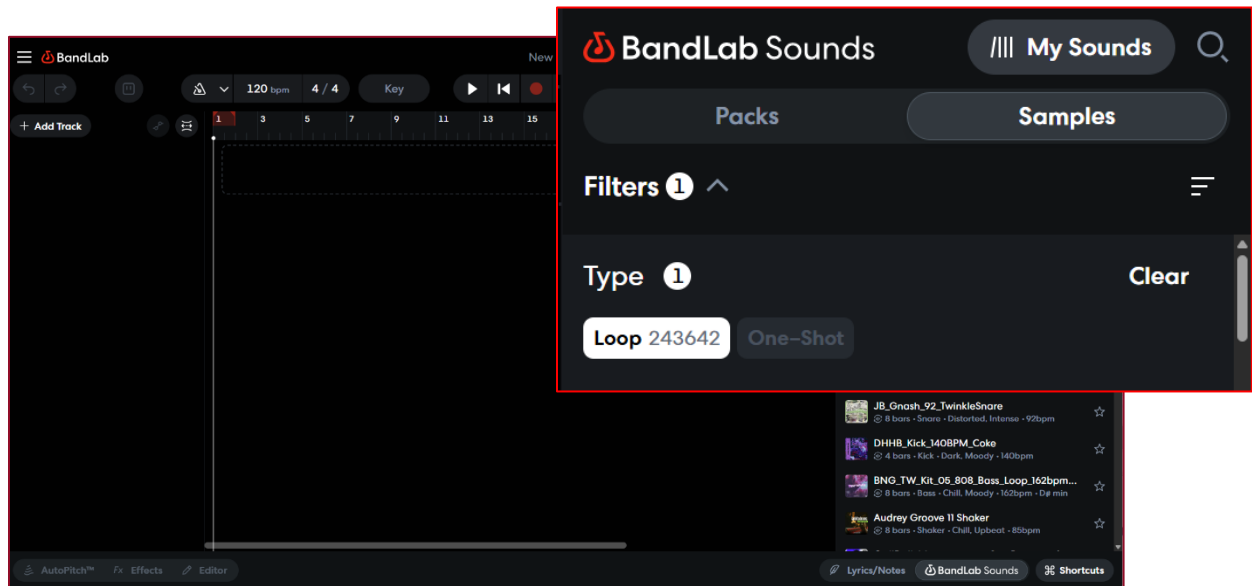 BandLab
New
120 bpm
4 / 4
Key
+ Add Track
1 3 5 7 9 11 13 15
BandLab Sounds
My Sounds
Packs
Samples
Filters 1
Type 1
Clear
Loop 243642
One-Shot
JB_Gnash_92_TwinkleSnare
8 bars • Snare • Distorted, Intense • 92bpm
DHHB_Kick_140BPM_Coke
4 bars • Kick • Dark, Moody • 140bpm
BNG_TW_Kit_05_808_Bass_Loop_162bpm...
8 bars • Bass • Chill, Moody • 162bpm • D# min
Audrey Groove 11 Shaker
8 bars • Shaker • Chill, Upbeat • 85bpm
AutoPitch™
Fx Effects
Editor
Lyrics/Notes
BandLab Sounds
⌘ Shortcuts